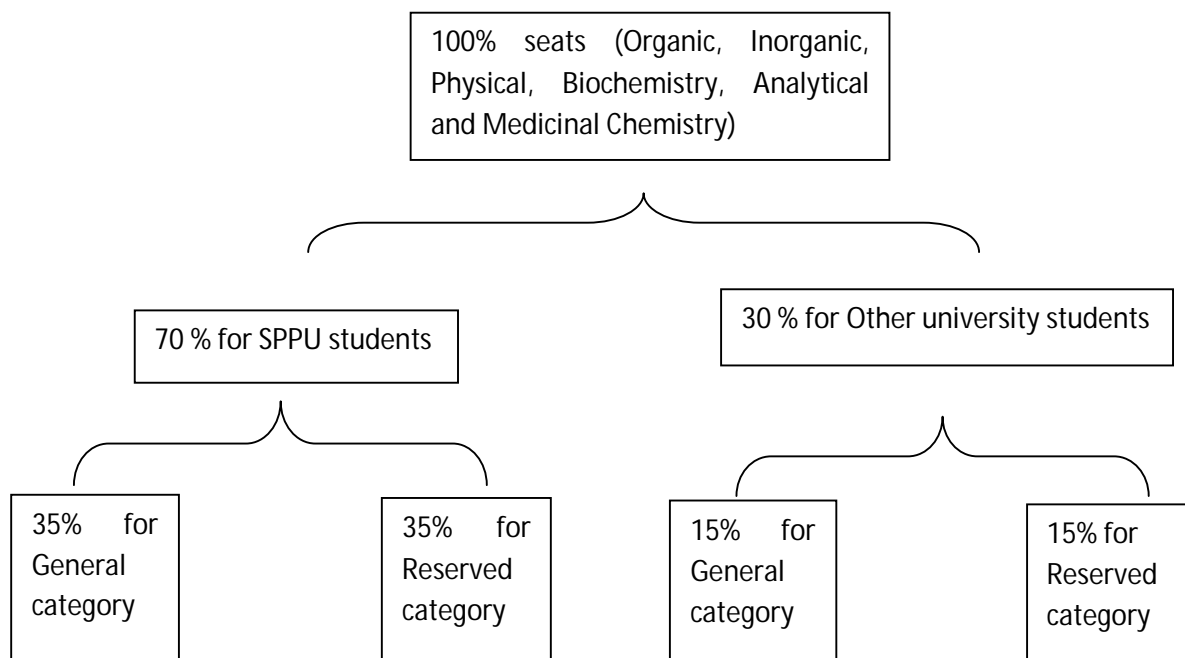 100% seats (Organic, Inorganic,
Physical, Biochemistry, Analytical
and Medicinal Chemistry)
70 % for SPPU students
30 % for Other university students
35% for
General
category
35% for
Reserved
category
15% for
General
category
15% for
Reserved
category